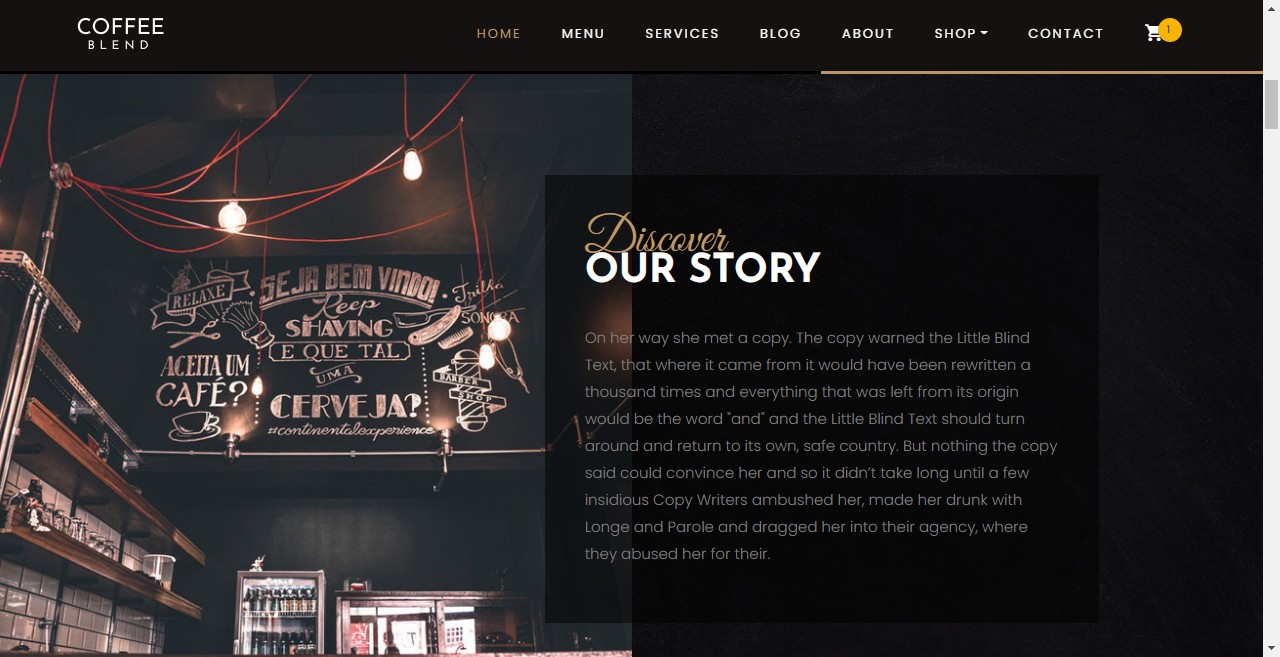 COFFEE
BLEND
HOME MENU SERVICES BLOG ABOUT SHOP CONTACT 1
RELAXE
SEJA BEM VINDO!
Keep
SHAVING
E QUE TAL
UMA
CERVEJA?
#continentalexperience
ACEITA UM
CAFÉ?
BARBER
SHOP
Discover
OUR STORY
On her way she met a copy. The copy warned the Little Blind
Text, that where it came from it would have been rewritten a
thousand times and everything that was left from its origin
would be the word "and" and the Little Blind Text should turn
around and return to its own, safe country. But nothing the copy
said could convince her and so it didn’t take long until a few
insidious Copy Writers ambushed her, made her drunk with
Longe and Parole and dragged her into their agency, where
they abused her for their.